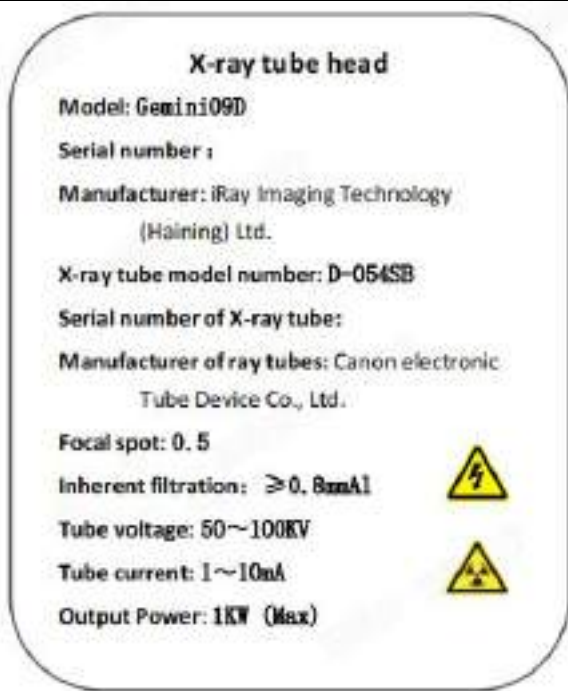 X-ray tube head
Model: Gemini09D
Serial number：
Manufacturer: iRay Imaging Technology
(Haining) Ltd.
X-ray tube model number: D-054SB
Serial number of X-ray tube:
Manufacturer of ray tubes: Canon electronic
Tube Device Co., Ltd.
Focal spot: 0.5
Inherent filtration: ≥0.8mmAl
Tube voltage: 50～100KV
Tube current: 1～10mA
Output Power: 1KW (Max)